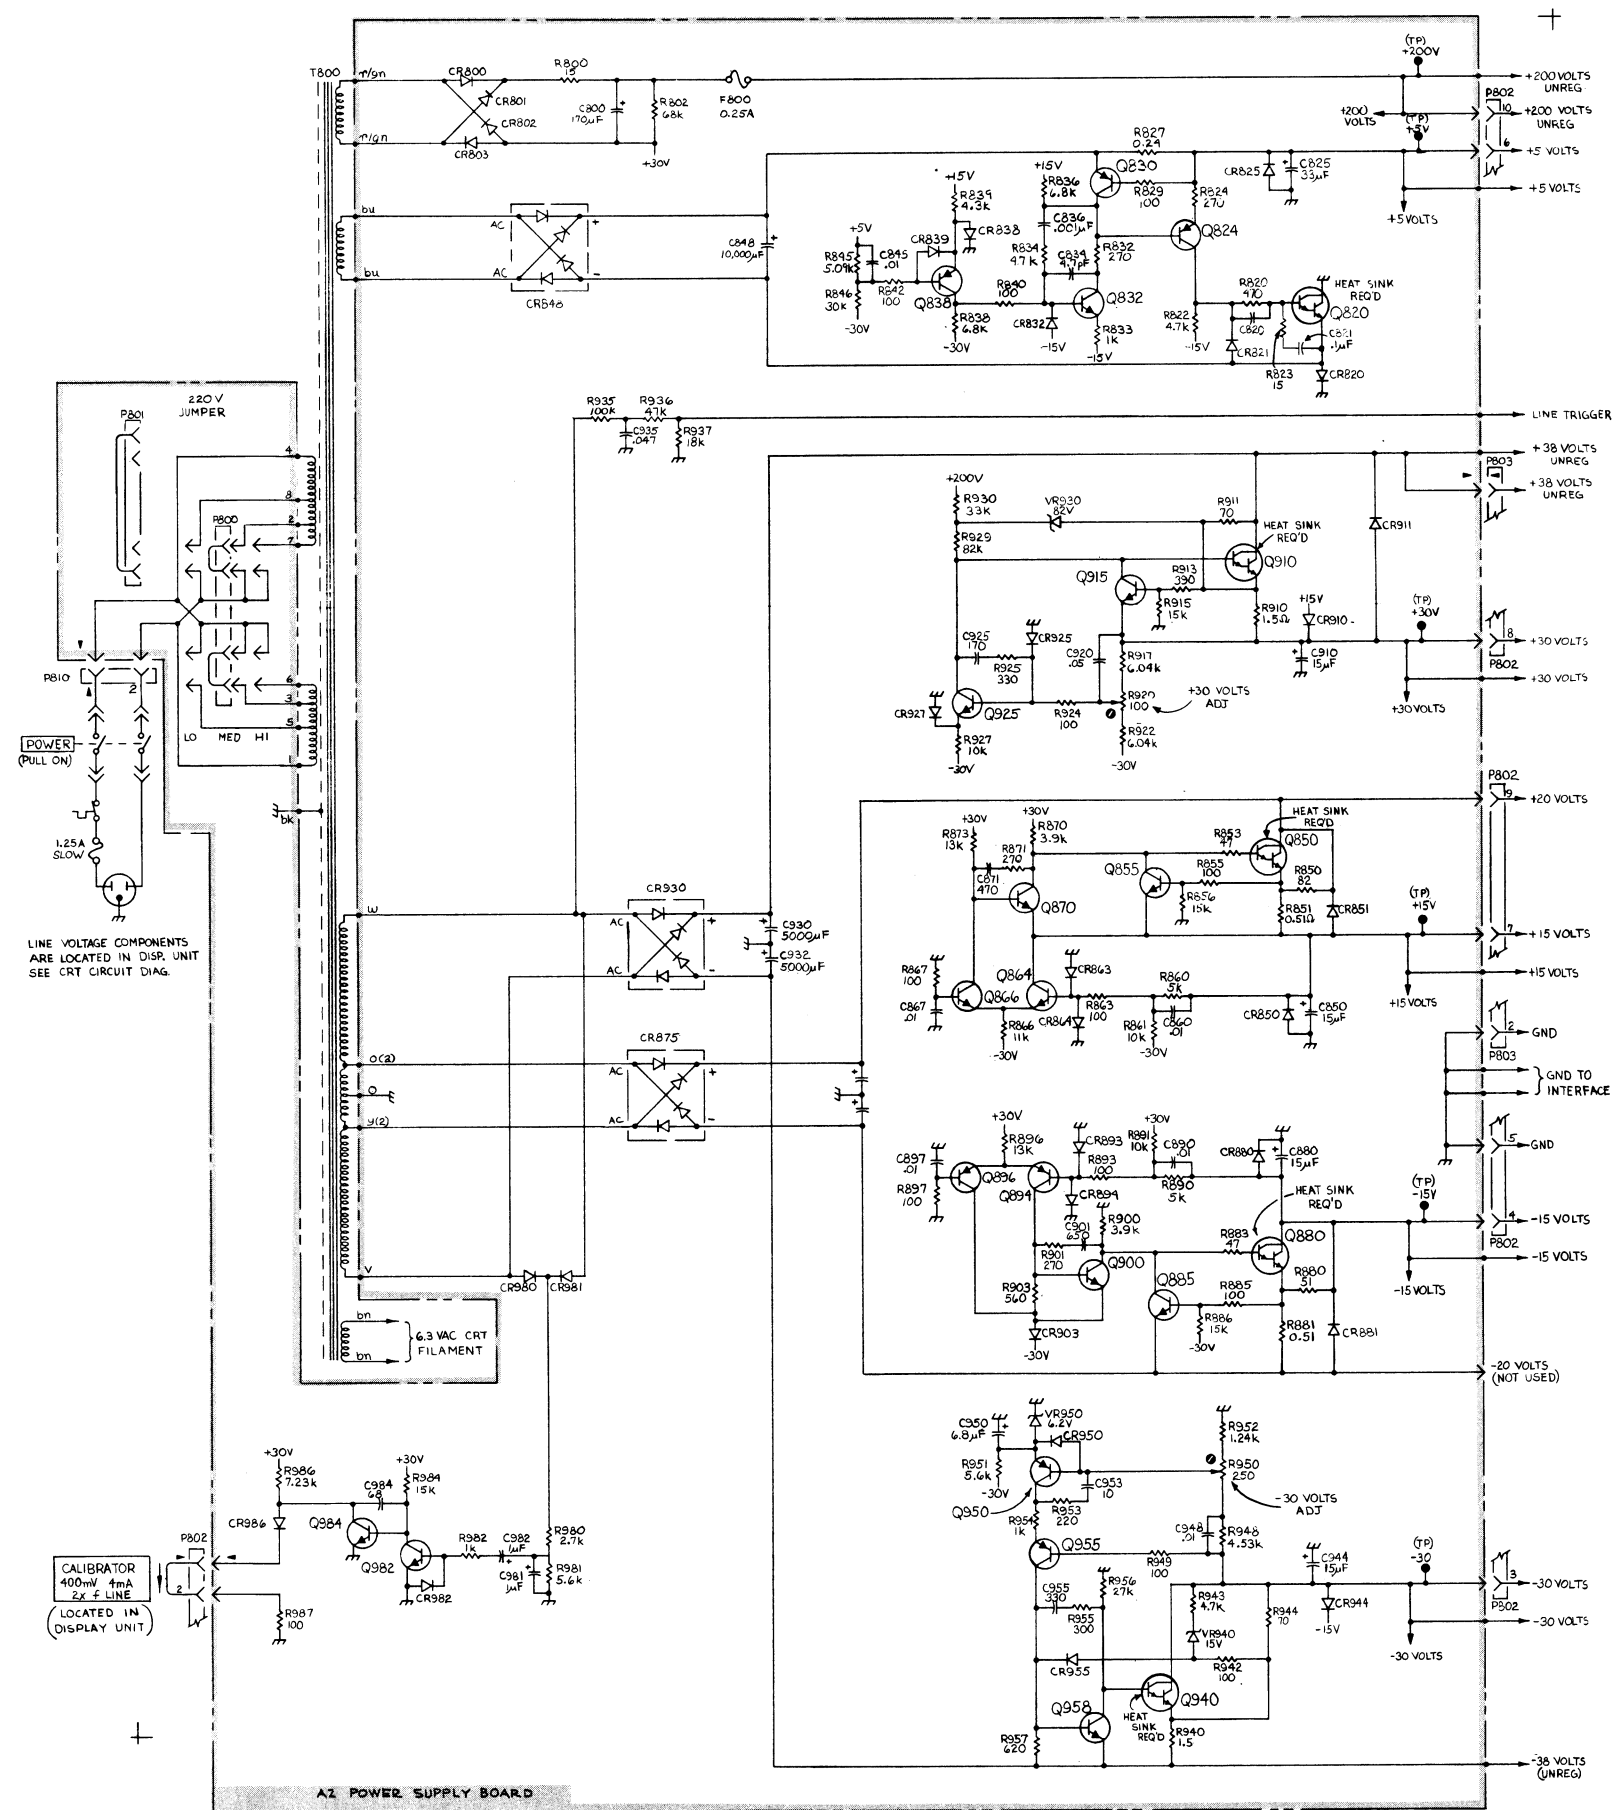 T800
r/gn
r/gn
CR800
CR801
CR802
CR803
R800
15
C800
170µF
R802
68k
+30V
F800
0.25A
(TP)
+200V
+200 VOLTS
UNREG
P802
10
+200
VOLTS
+200 VOLTS
UNREG
(TP)
+5V
6
+5 VOLTS
+5 VOLTS
+5 VOLTS
bu
bu
AC
AC
+
-
CR848
C848
10,000µF
+5V
R845
5.09k
C845
.01
R846
30k
-30V
R842
100
CR839
+15V
R839
4.3k
CR838
Q838
R838
6.8k
-30V
R840
100
+15V
R836
6.8k
C836
.001µF
R834
47k
C834
4.7pF
R832
270
Q832
CR832
-15V
R833
1k
-15V
Q830
R827
0.24
R829
100
R824
270
Q824
R822
4.7k
-15V
R820
470
C820
CR821
R823
15
HEAT SINK
REQ'D
Q820
C821
.1µF
CR820
CR825
C825
33µF
220V
JUMPER
P801
4
8
2
7
P800
6
3
5
1
LO
MED
HI
P810
2
POWER
(PULL ON)
1.25A
SLOW
bk
LINE VOLTAGE COMPONENTS
ARE LOCATED IN DISP. UNIT
SEE CRT CIRCUIT DIAG.
R935
100k
R936
47k
C935
.047
R937
18k
LINE TRIGGER
+38 VOLTS
UNREG
P803
+38 VOLTS
UNREG
+200V
R930
33K
VR930
82V
R911
70
R929
82K
HEAT SINK
REQ'D
Q910
CR911
Q915
R913
390
R915
15k
R910
1.5Ω
+15V
CR910
C910
15µF
(TP)
+30V
8
P802
+30 VOLTS
+30 VOLTS
+30VOLTS
C925
170
R925
330
CR925
C920
.05
R917
6.04k
CR927
Q925
R924
100
R920
100
+30 VOLTS
ADJ
R927
10k
-30V
R922
6.04k
-30V
P802
9
+20 VOLTS
+30V
R873
13k
+30V
R870
3.9k
R871
270
C871
470
Q870
Q855
R853
47
HEAT SINK
REQ'D
Q850
R855
100
R856
15k
R850
82
R851
0.51Ω
CR851
(TP)
+15V
7
+15 VOLTS
+15 VOLTS
+15 VOLTS
R867
100
C867
.01
Q866
Q864
R866
11k
-30V
CR863
CR864
R863
100
R860
5k
R861
10k
-30V
C860
.01
CR850
C850
15µF
w
CR930
AC
AC
+
-
C930
5000µF
C932
5000µF
O(2)
O
y(2)
CR875
AC
AC
+
-
2
GND
P803
GND TO
INTERFACE
5
GND
+30V
R896
13k
C897
.01
R897
100
Q896
Q894
CR893
R893
100
CR894
+30V
R891
10k
C890
.01
R890
5k
CR880
C880
15µF
HEAT SINK
REQ'D
Q880
(TP)
-15V
4
P802
-15 VOLTS
-15 VOLTS
-15 VOLTS
R900
3.9k
C901
650
R901
270
Q900
R903
560
CR903
-30V
R883
47
Q885
R885
100
R886
15k
-30V
R880
51
R881
0.51
CR881
-20 VOLTS
(NOT USED)
V
CR980
CR981
bn
bn
6.3 VAC CRT
FILAMENT
C950
6.8µF
VR950
6.2V
CR950
R951
5.6k
-30V
Q950
C953
10
R953
220
R954
1k
Q955
R952
1.24k
R950
250
-30 VOLTS
ADJ
C948
.01
R948
4.53k
R949
100
C944
15µF
(TP)
-30
3
P802
-30 VOLTS
-30 VOLTS
-30 VOLTS
CR944
-15V
C955
330
R955
300
R956
27k
R943
4.7k
VR940
15V
R944
70
R942
100
CR955
Q958
HEAT
SINK
REQ'D
Q940
R940
1.5
R957
620
-38 VOLTS
(UNREG)
+30V
R986
7.23k
C984
68
+30V
R984
15k
CR986
Q984
Q982
CR982
R982
1k
C982
1µF
C981
1µF
R980
2.7k
R981
5.6k
P802
2
CALIBRATOR
400mV 4mA
2x f LINE
(LOCATED IN
DISPLAY UNIT)
R987
100
A2 POWER SUPPLY BOARD